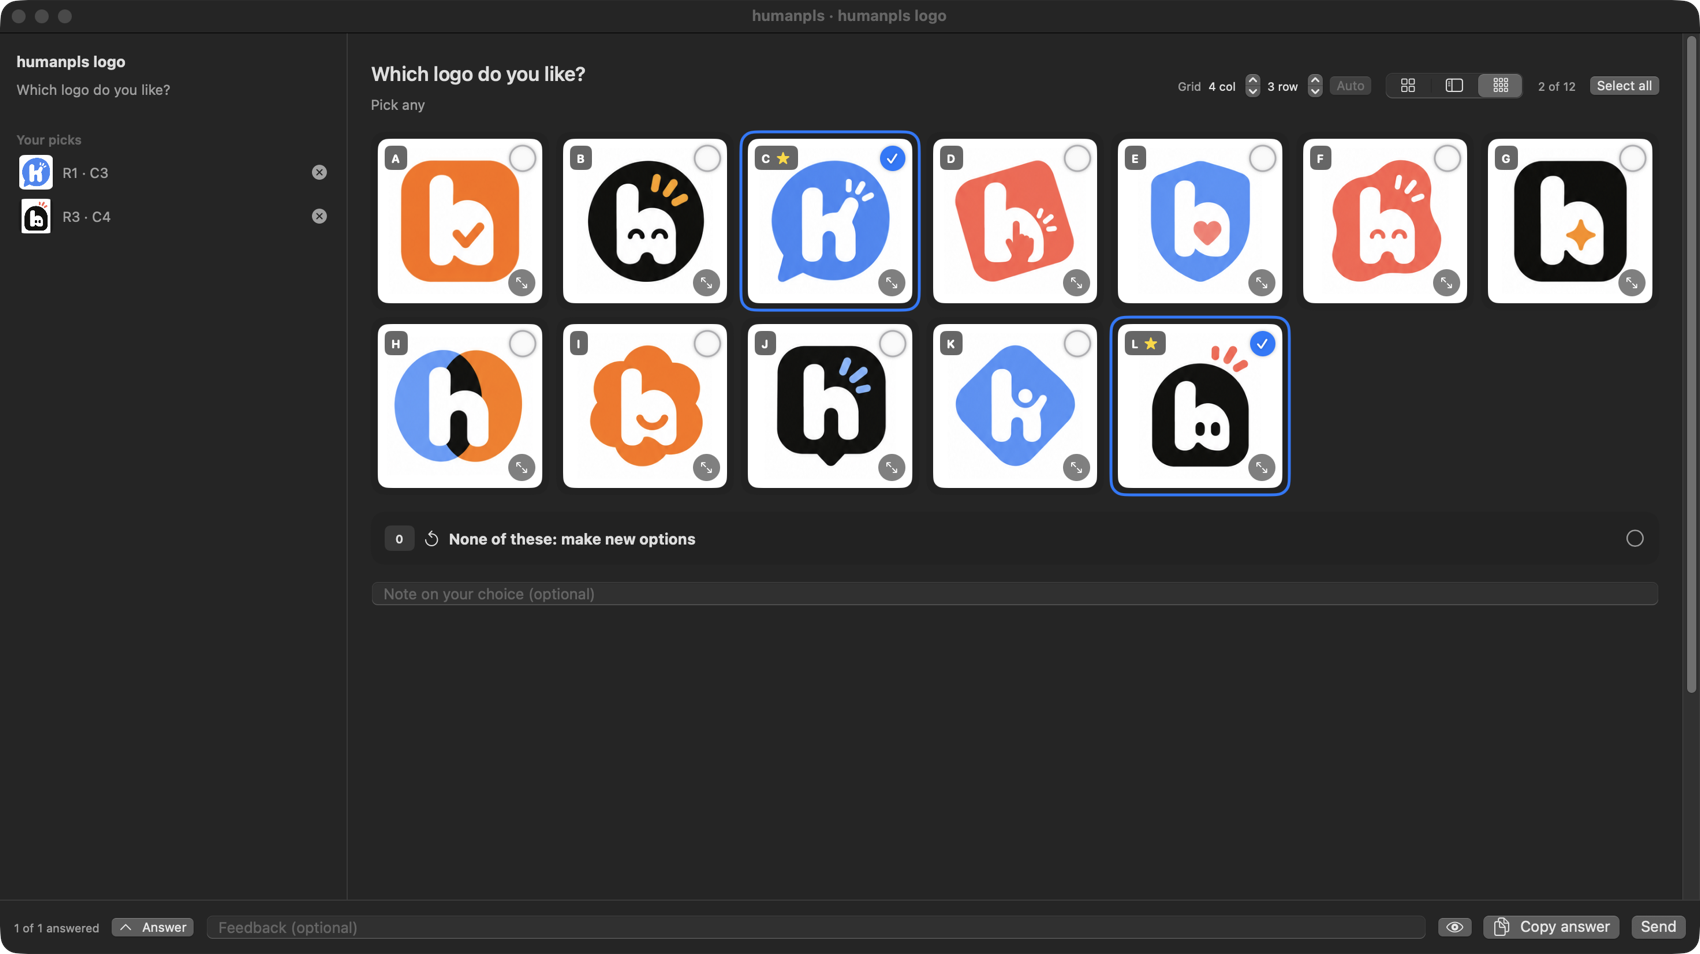 humanpls · humanpls logo
humanpls logo
Which logo do you like?
Your picks
R1 · C3
R3 · C4
Which logo do you like?
Pick any
Grid 4 col 3 row Auto 2 of 12 Select all
A B C D E F G
H I J K L
0 None of these: make new options
Note on your choice (optional)
1 of 1 answered Answer Feedback (optional) Copy answer Send